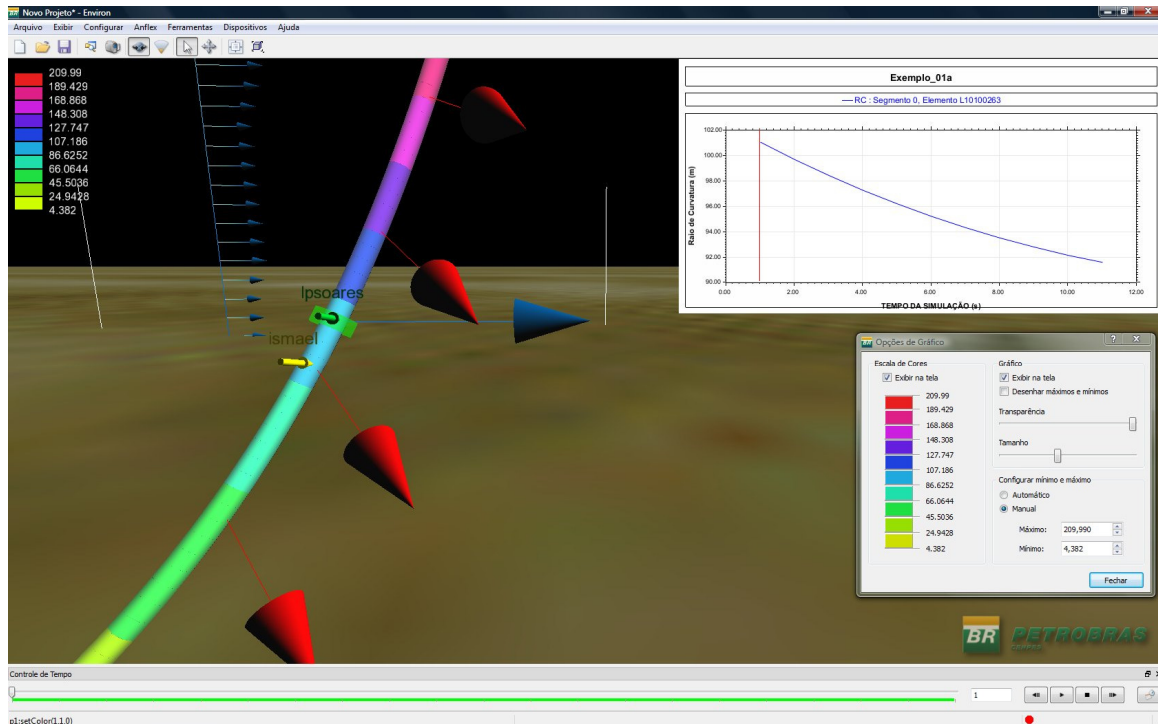 Novo Projeto* - Environ
Arquivo Exibir Configurar Anflex Ferramentas Dispositivos Ajuda
209.99
189.429
168.868
148.308
127.747
107.186
86.6252
66.0644
45.5036
24.9428
4.382
lpsoares
ismael
Exemplo_01a
RC : Segmento 0, Elemento L10100263
Raio de Curvatura (m)
102.00
100.00
98.00
96.00
94.00
92.00
90.00
0.00 2.00 4.00 6.00 8.00 10.00 12.00
TEMPO DA SIMULAÇÃO (s)
Opções de Gráfico
Escala de Cores
Exibir na tela
209.99
189.429
168.868
148.308
127.747
107.186
86.6252
66.0644
45.5036
24.9428
4.382
Gráfico
Exibir na tela
Desenhar máximos e mínimos
Transparência
Tamanho
Configurar mínimo e máximo
Automático
Manual
Máximo: 209,990
Mínimo: 4,382
Fechar
BR PETROBRAS
CENPES
Controle de Tempo
1
p1:setColor(1,1,0)